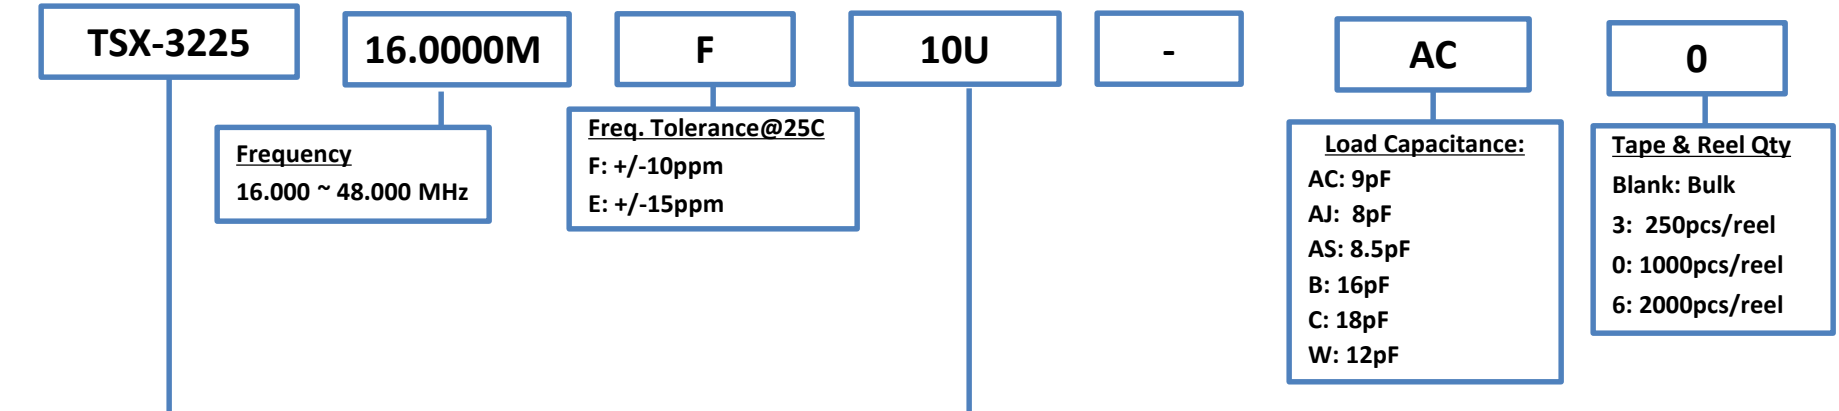 TSX-3225
16.0000M
F
10U
-
AC
0
Frequency
16.000 ~ 48.000 MHz
Freq. Tolerance@25C
F: +/-10ppm
E: +/-15ppm
Load Capacitance:
AC: 9pF
AJ: 8pF
AS: 8.5pF
B: 16pF
C: 18pF
W: 12pF
Tape & Reel Qty
Blank: Bulk
3: 250pcs/reel
0: 1000pcs/reel
6: 2000pcs/reel